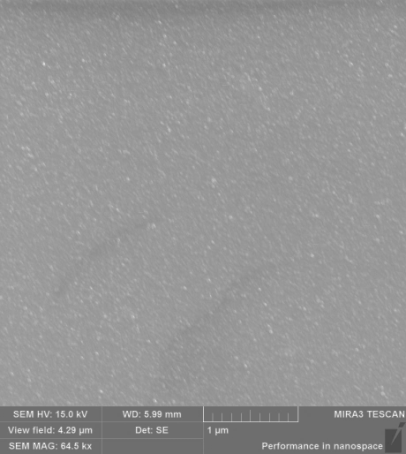 SEM HV: 15.0 kV WD: 5.99 mm MIRA3 TESCAN
View field: 4.29 µm Det: SE 1 µm
SEM MAG: 64.5 kx Performance in nanospace